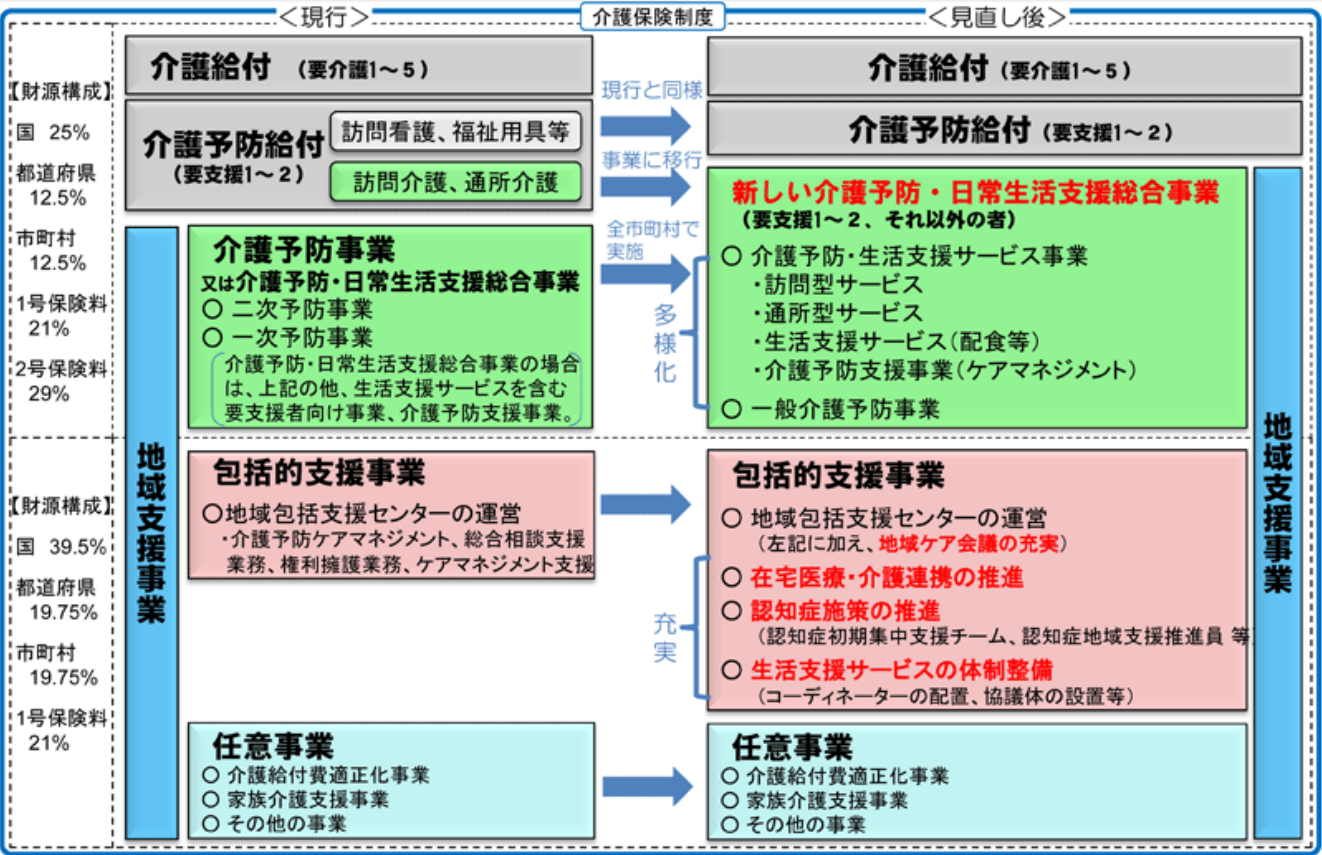 ＜現行＞
介護保険制度
＜見直し後＞
【財源構成】
国 25%
都道府県
12.5%
市町村
12.5%
1号保険料
21%
2号保険料
29%
【財源構成】
国 39.5%
都道府県
19.75%
市町村
19.75%
1号保険料
21%
介護給付 （要介護1～5）
介護予防給付
（要支援1～2）
訪問看護、福祉用具等
訪問介護、通所介護
地域支援事業
介護予防事業
又は介護予防・日常生活支援総合事業
○ 二次予防事業
○ 一次予防事業
介護予防・日常生活支援総合事業の場合
は、上記の他、生活支援サービスを含む
要支援者向け事業、介護予防支援事業。
包括的支援事業
○地域包括支援センターの運営
・介護予防ケアマネジメント、総合相談支援
業務、権利擁護業務、ケアマネジメント支援
任意事業
○ 介護給付費適正化事業
○ 家族介護支援事業
○ その他の事業
現行と同様
事業に移行
全市町村で
実施
多様化
充実
介護給付（要介護1～5）
介護予防給付（要支援1～2）
新しい介護予防・日常生活支援総合事業
（要支援1～2、それ以外の者）
○ 介護予防・生活支援サービス事業
・訪問型サービス
・通所型サービス
・生活支援サービス（配食等）
・介護予防支援事業（ケアマネジメント）
○ 一般介護予防事業
包括的支援事業
○ 地域包括支援センターの運営
（左記に加え、地域ケア会議の充実）
○ 在宅医療・介護連携の推進
○ 認知症施策の推進
（認知症初期集中支援チーム、認知症地域支援推進員 等）
○ 生活支援サービスの体制整備
（コーディネーターの配置、協議体の設置等）
任意事業
○ 介護給付費適正化事業
○ 家族介護支援事業
○ その他の事業
地域支援事業